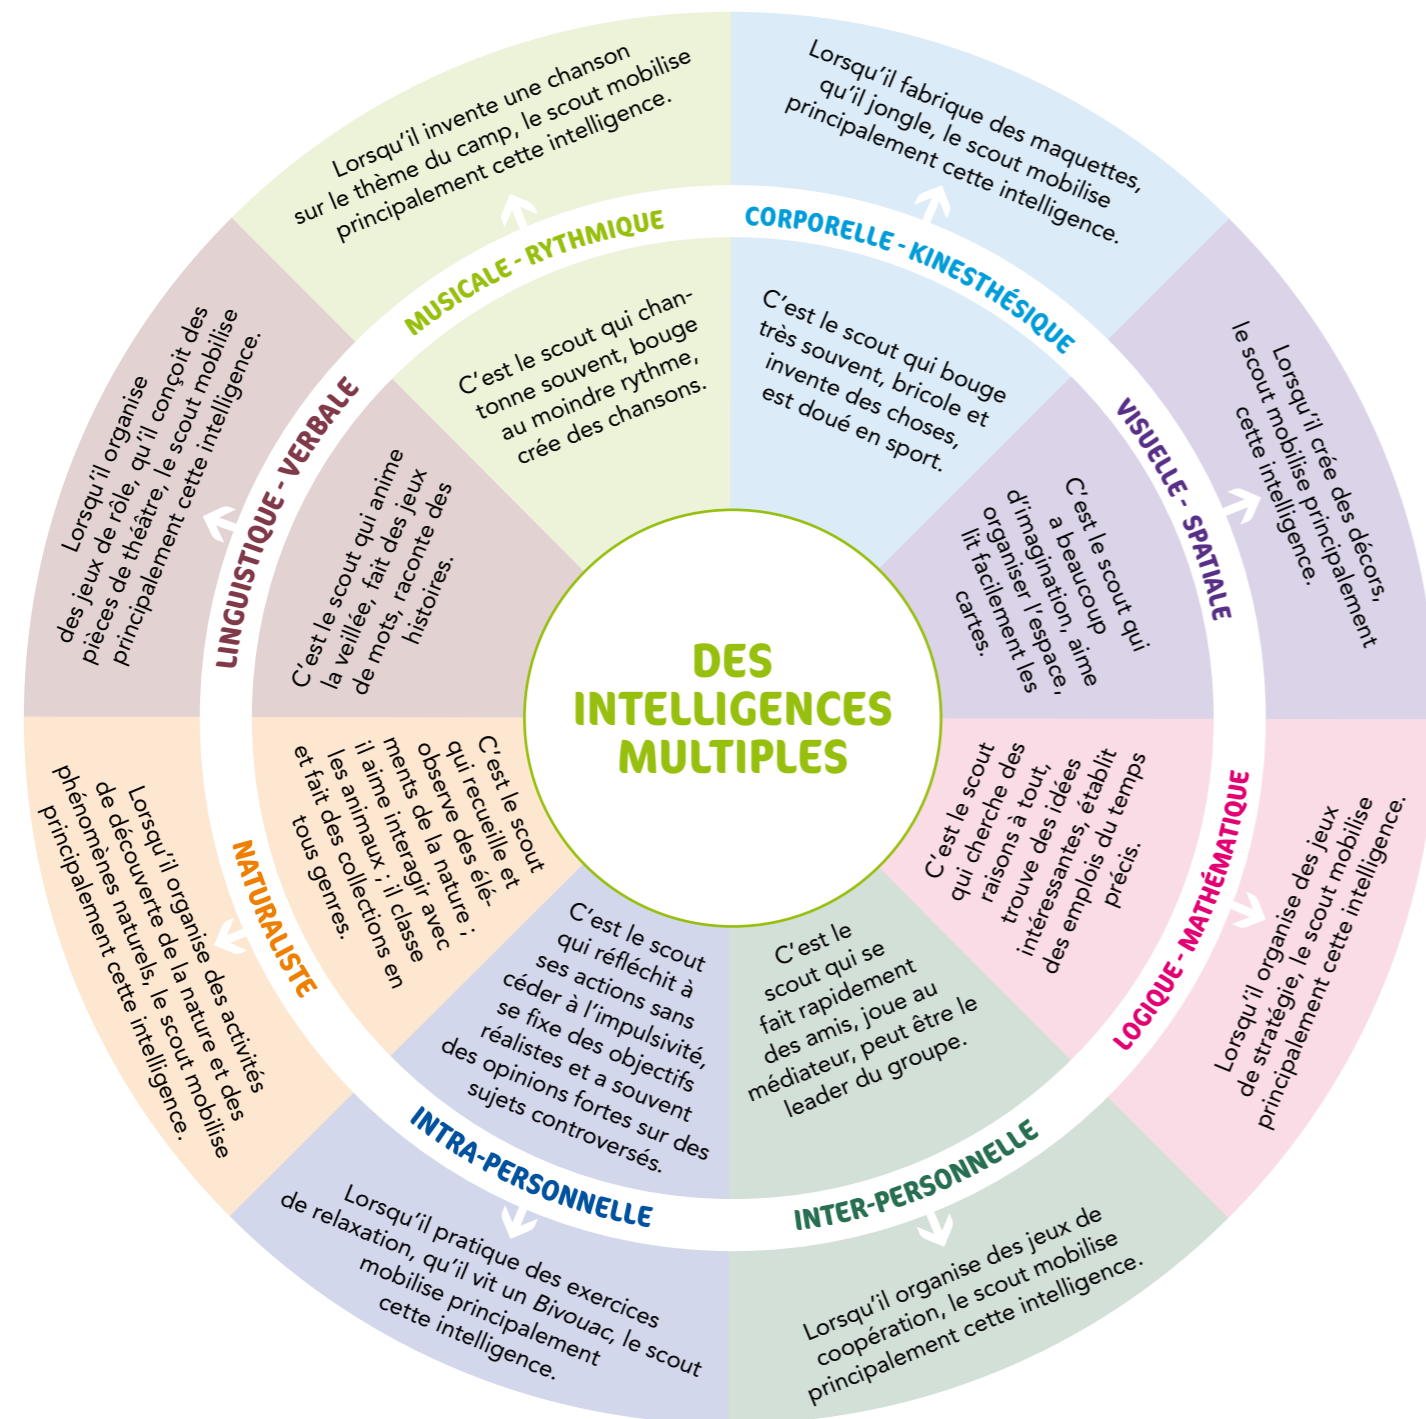 DES
INTELLIGENCES
MULTIPLES
MUSICALE - RYTHMIQUE
Lorsqu'il invente une chanson
sur le thème du camp, le scout mobilise
principalement cette intelligence.
C'est le scout qui chan-
tonne souvent, bouge
au moindre rythme,
crée des chansons.
CORPORELLE - KINESTHÉSIQUE
Lorsqu'il fabrique des maquettes,
qu'il jongle, le scout mobilise
principalement cette intelligence.
C'est le scout qui bouge
très souvent, bricole et
invente des choses,
est doué en sport.
VISUELLE - SPATIALE
Lorsqu'il crée des décors,
le scout mobilise principalement
cette intelligence.
C'est le scout qui
a beaucoup
d'imagination, aime
organiser l'espace,
lit facilement les
cartes.
LOGIQUE - MATHÉMATIQUE
Lorsqu'il organise des jeux
de stratégie, le scout mobilise
principalement cette intelligence.
C'est le scout
qui cherche des
raisons à tout,
trouve des idées
intéressantes, établit
des emplois du temps
précis.
INTER-PERSONNELLE
Lorsqu'il organise des jeux de
coopération, le scout mobilise
principalement cette intelligence.
C'est le
scout qui se
fait rapidement
des amis, joue au
médiateur, peut être le
leader du groupe.
INTRA-PERSONNELLE
Lorsqu'il pratique des exercices
de relaxation, qu'il vit un Bivouac, le scout
mobilise principalement
cette intelligence.
C'est le scout
qui réfléchit à
ses actions sans
céder à l'impulsivité,
se fixe des objectifs
réalistes et a souvent
des opinions fortes sur des
sujets controversés.
NATURALISTE
Lorsqu'il organise des activités
de découverte de la nature et des
phénomènes naturels, le scout mobilise
principalement cette intelligence.
C'est le scout
qui recueille et
observe des élé-
ments de la nature ;
il aime interagir avec
les animaux ; il classe
et fait des collections en
tous genres.
LINGUISTIQUE - VERBALE
Lorsqu'il organise
des jeux de rôle, qu'il conçoit des
pièces de théâtre, le scout mobilise
principalement cette intelligence.
C'est le scout qui anime
la veillée, fait des jeux
de mots, raconte des
histoires.